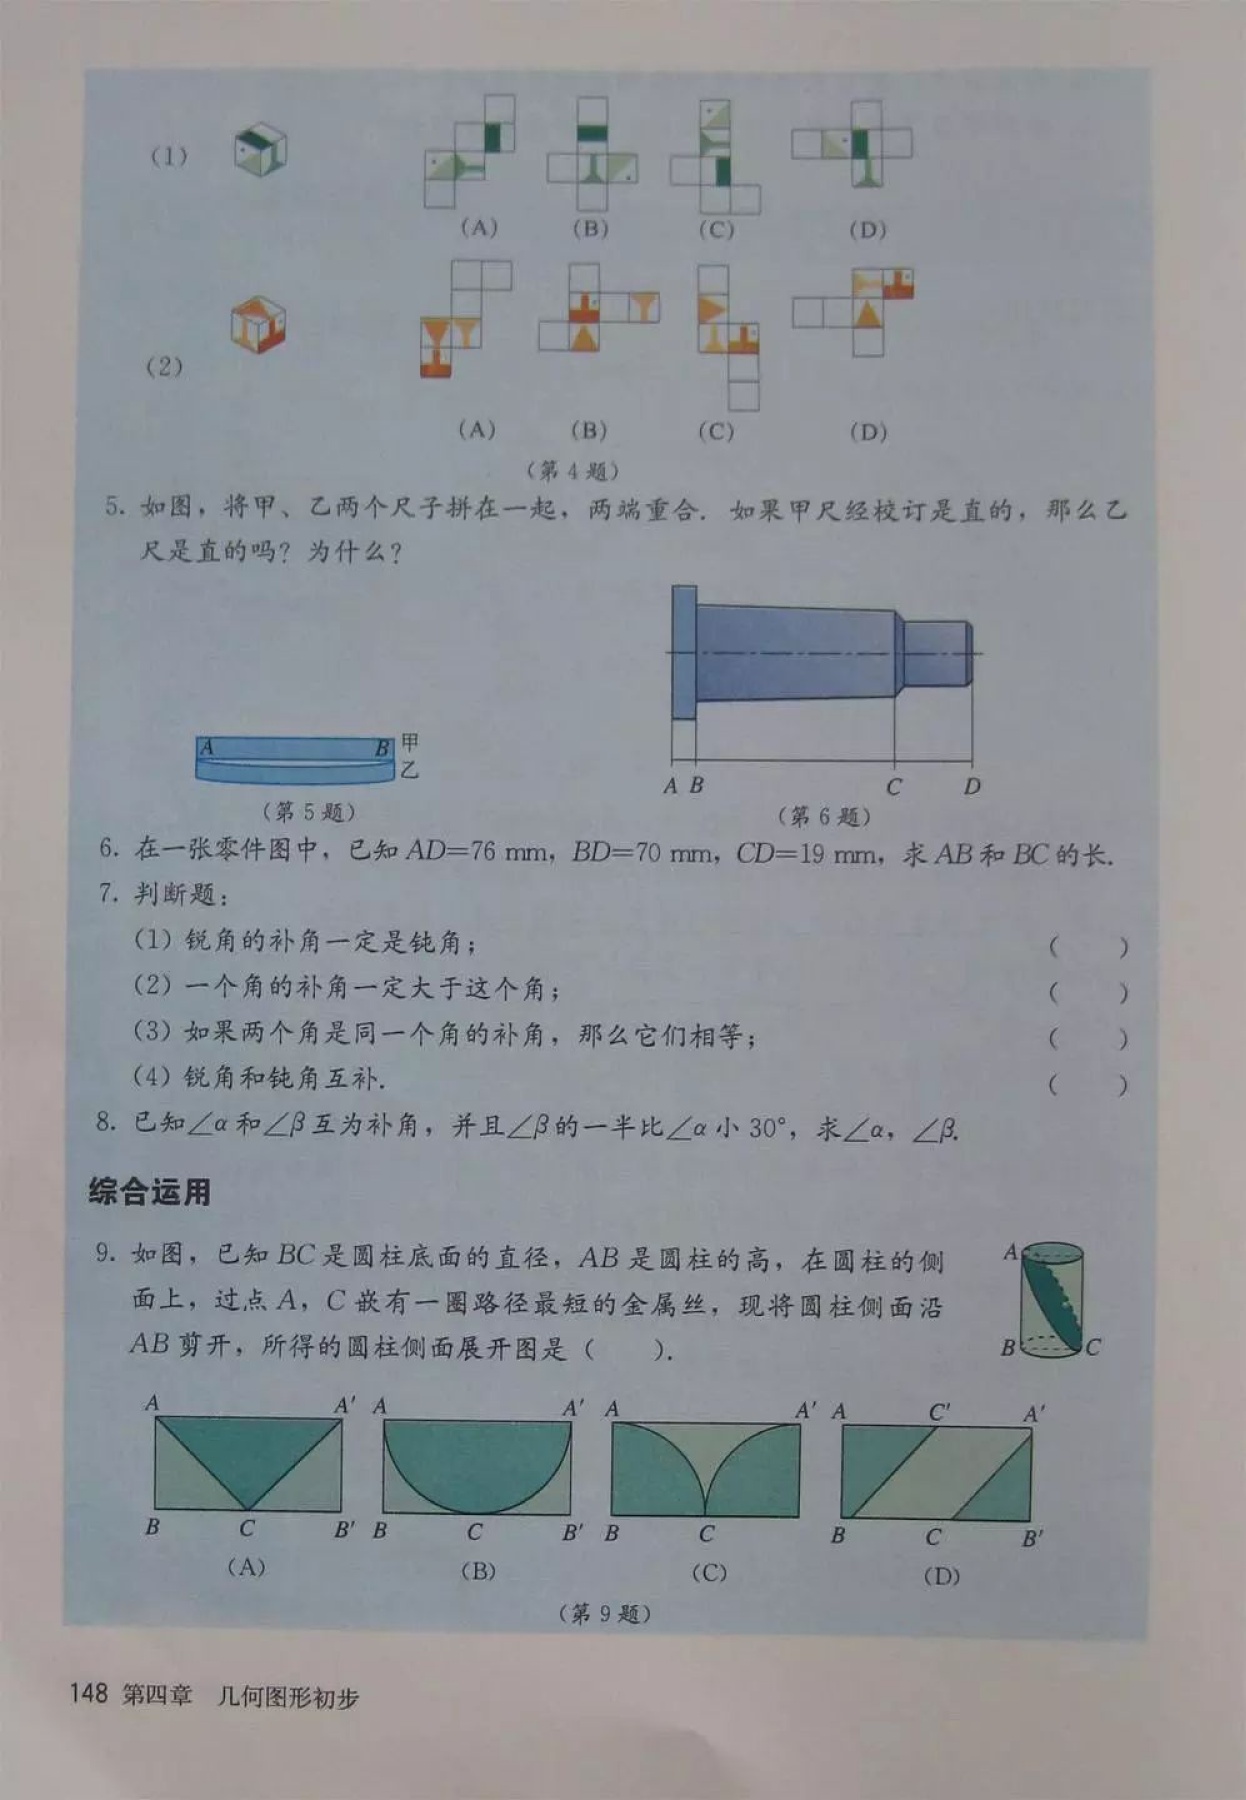 (1)
(A) (B) (C) (D)
(2)
(A) (B) (C) (D)
(第 4 题)
5. 如图，将甲、乙两个尺子拼在一起，两端重合. 如果甲尺经校订是直的，那么乙
尺是直的吗？为什么？
A B 甲
乙
A B C D
(第 5 题) (第 6 题)
6. 在一张零件图中，已知 AD=76 mm，BD=70 mm，CD=19 mm，求 AB 和 BC 的长.
7. 判断题：
(1) 锐角的补角一定是钝角； ( )
(2) 一个角的补角一定大于这个角； ( )
(3) 如果两个角是同一个角的补角，那么它们相等； ( )
(4) 锐角和钝角互补. ( )
8. 已知∠α和∠β互为补角，并且∠β的一半比∠α小 30°，求∠α，∠β.
综合运用
9. 如图，已知 BC 是圆柱底面的直径，AB 是圆柱的高，在圆柱的侧
面上，过点 A，C 嵌有一圈路径最短的金属丝，现将圆柱侧面沿
AB 剪开，所得的圆柱侧面展开图是（ ）.
A
B C
A A' A A' A A' A C' A'
B C B' B C B' B C B C B'
(A) (B) (C) (D)
(第 9 题)
148 第四章 几何图形初步